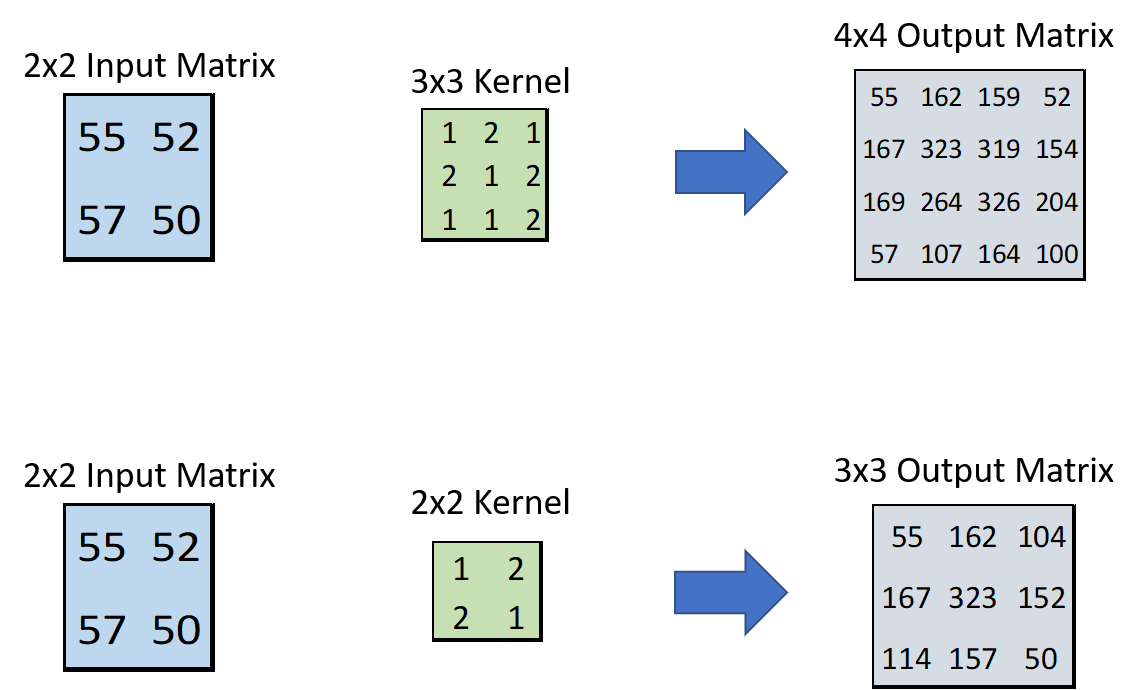 2x2 Input Matrix
55 52
57 50
3x3 Kernel
1 2 1
2 1 2
1 1 2
4x4 Output Matrix
55 162 159 52
167 323 319 154
169 264 326 204
57 107 164 100
2x2 Input Matrix
55 52
57 50
2x2 Kernel
1 2
2 1
3x3 Output Matrix
55 162 104
167 323 152
114 157 50